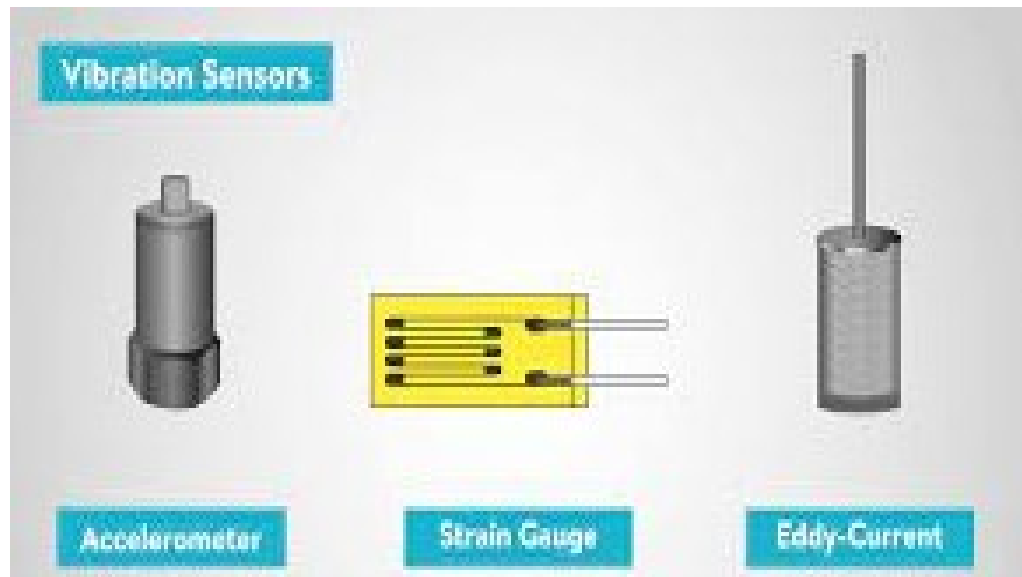 Vibration Sensors
Accelerometer
Strain Gauge
Eddy-Current